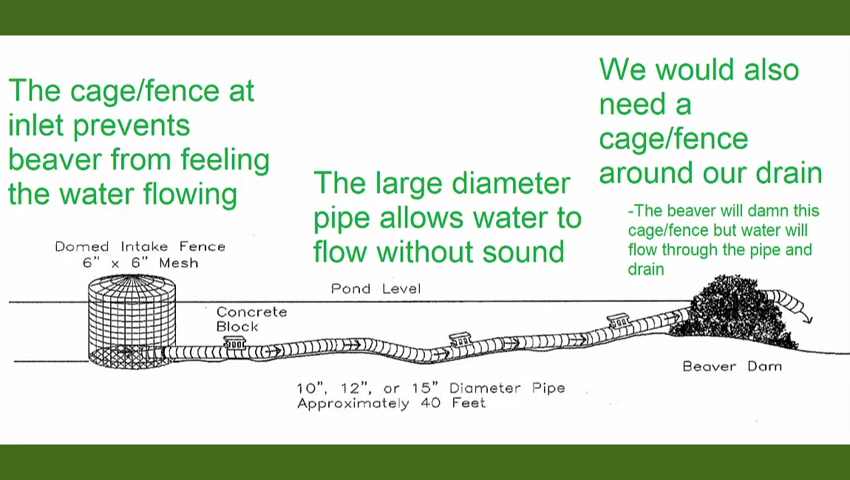 The cage/fence at
inlet prevents
beaver from feeling
the water flowing
The large diameter
pipe allows water to
flow without sound
We would also
need a
cage/fence
around our drain
-The beaver will damn this
cage/fence but water will
flow through the pipe and
drain
Domed Intake Fence
6" x 6" Mesh
Pond Level
Concrete
Block
Beaver Dam
10", 12", or 15" Diameter Pipe
Approximately 40 Feet